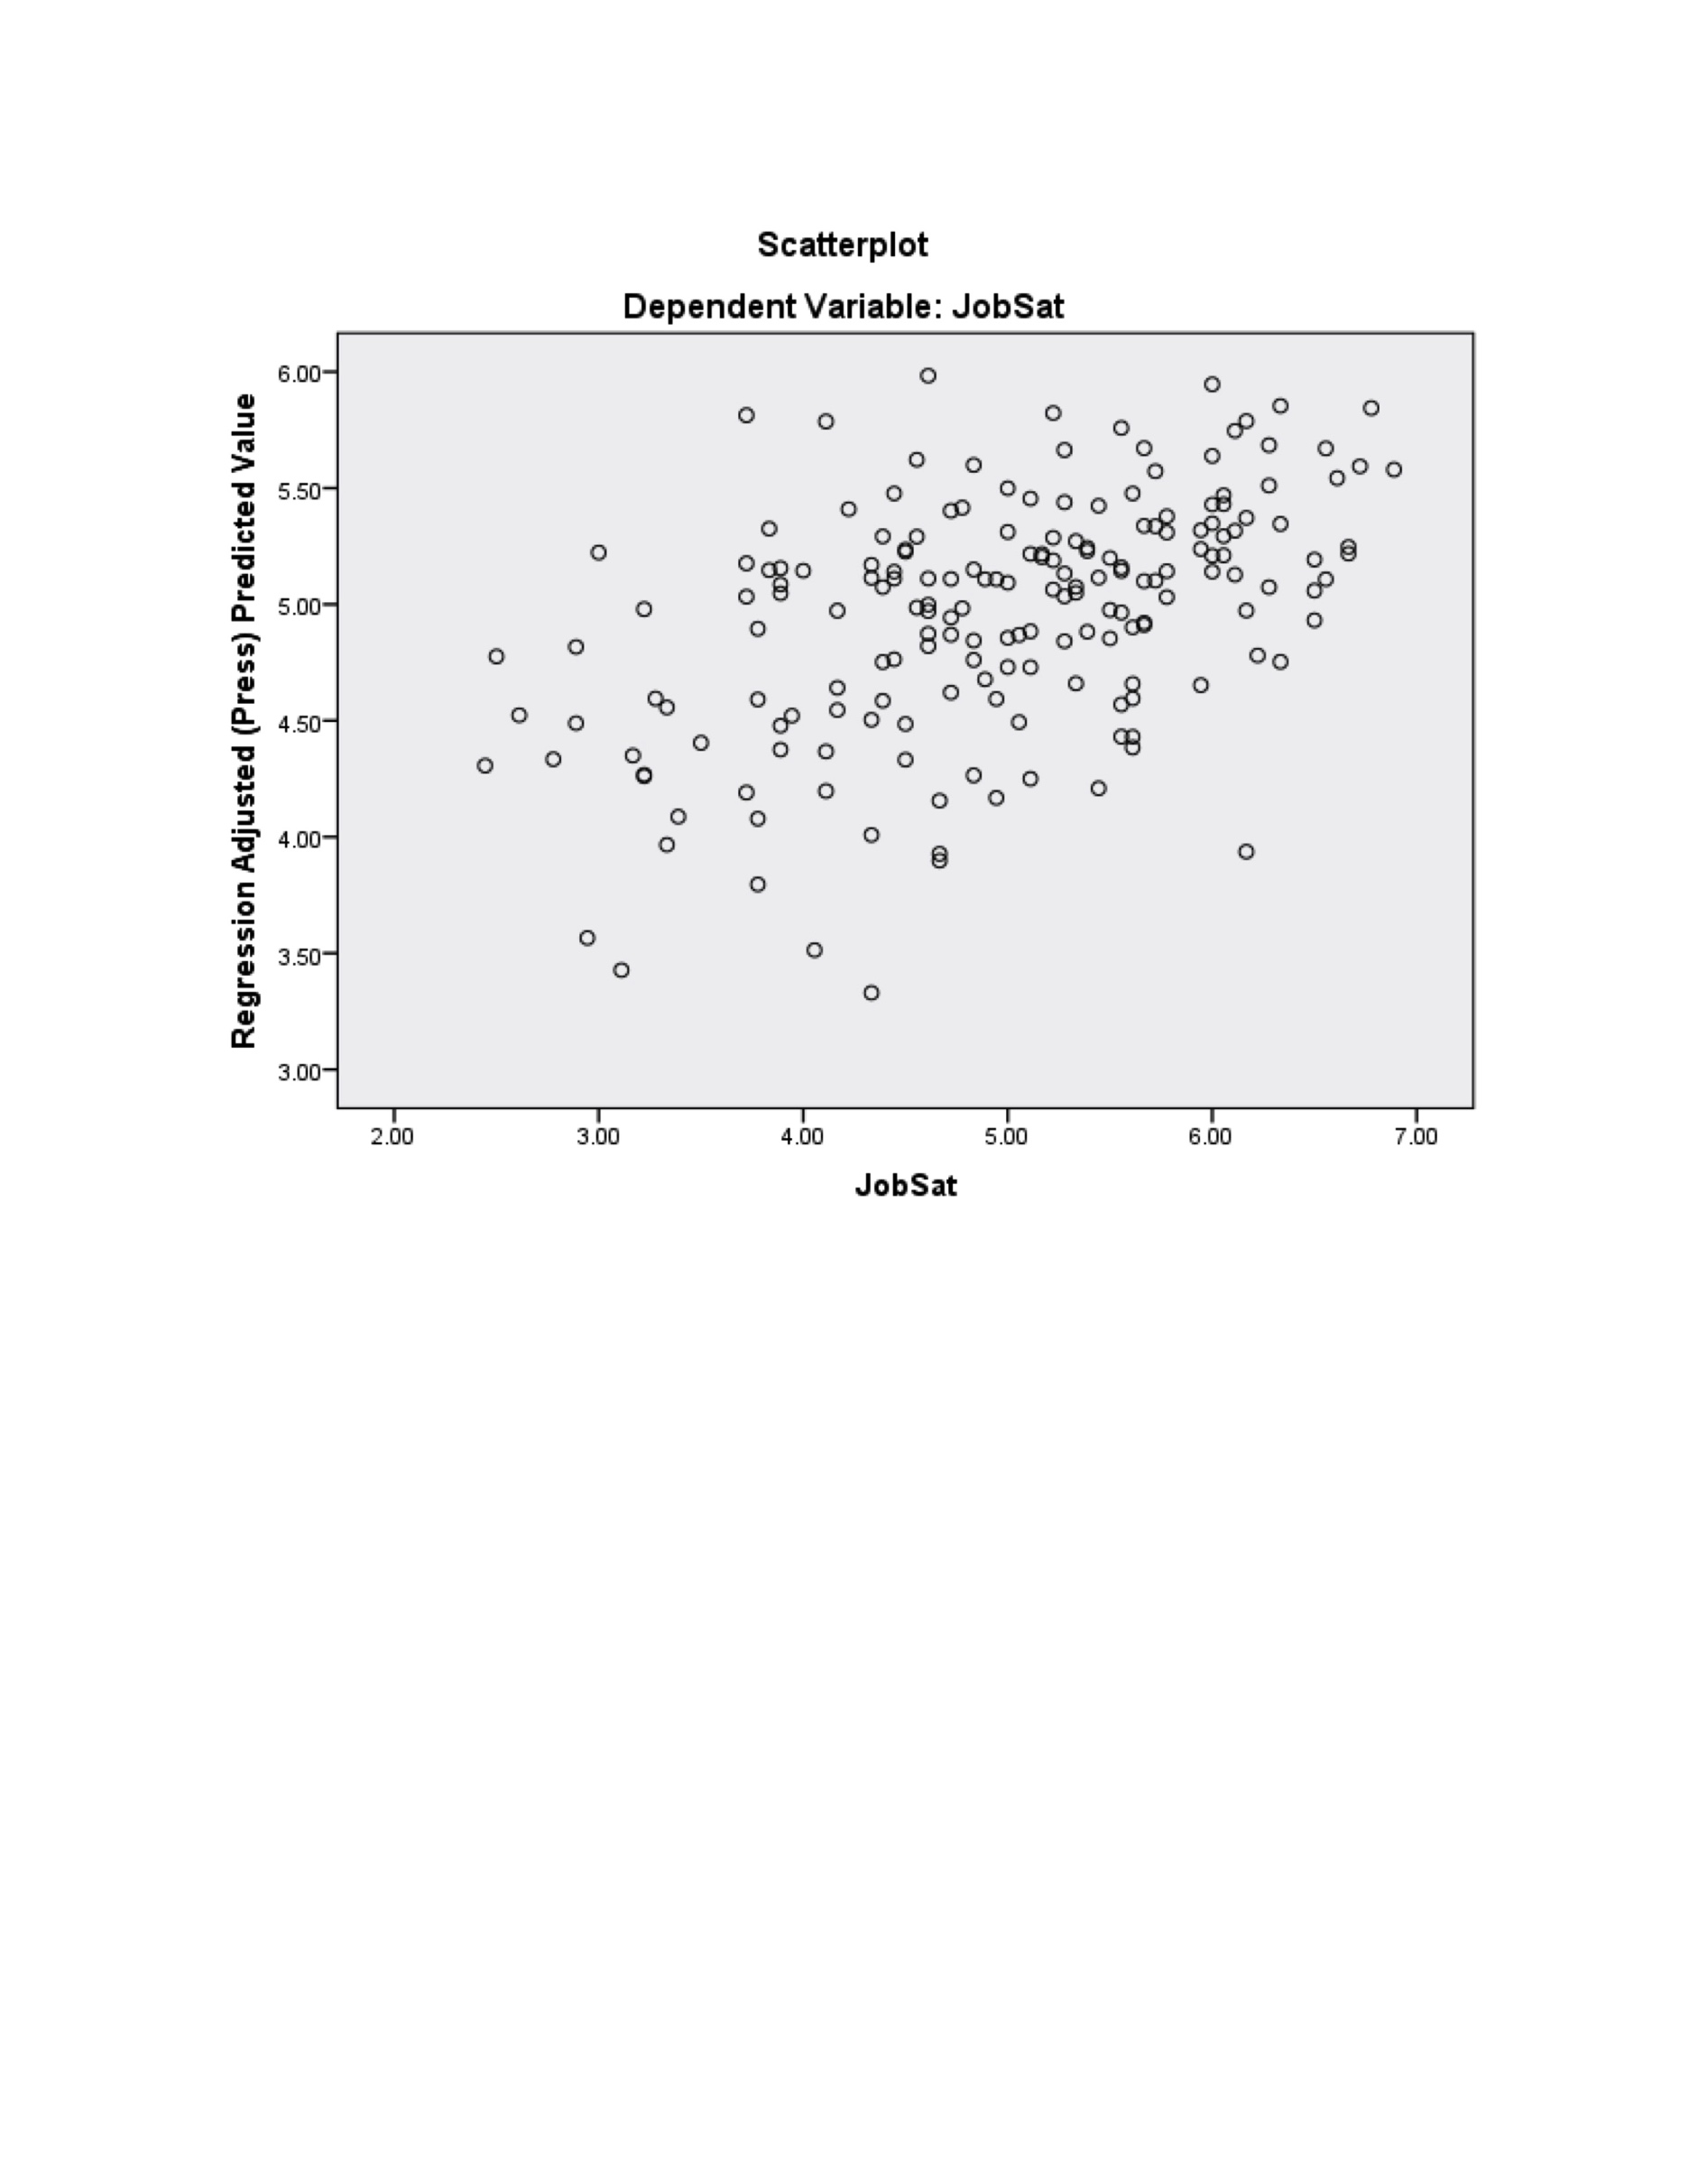 Scatterplot
Dependent Variable: JobSat
Regression Adjusted (Press) Predicted Value
6.00
5.50
5.00
4.50
4.00
3.50
3.00
2.00 3.00 4.00 5.00 6.00 7.00
JobSat